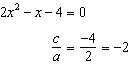 2x² − x − 4 = 0
c/a = −4/2 = −2